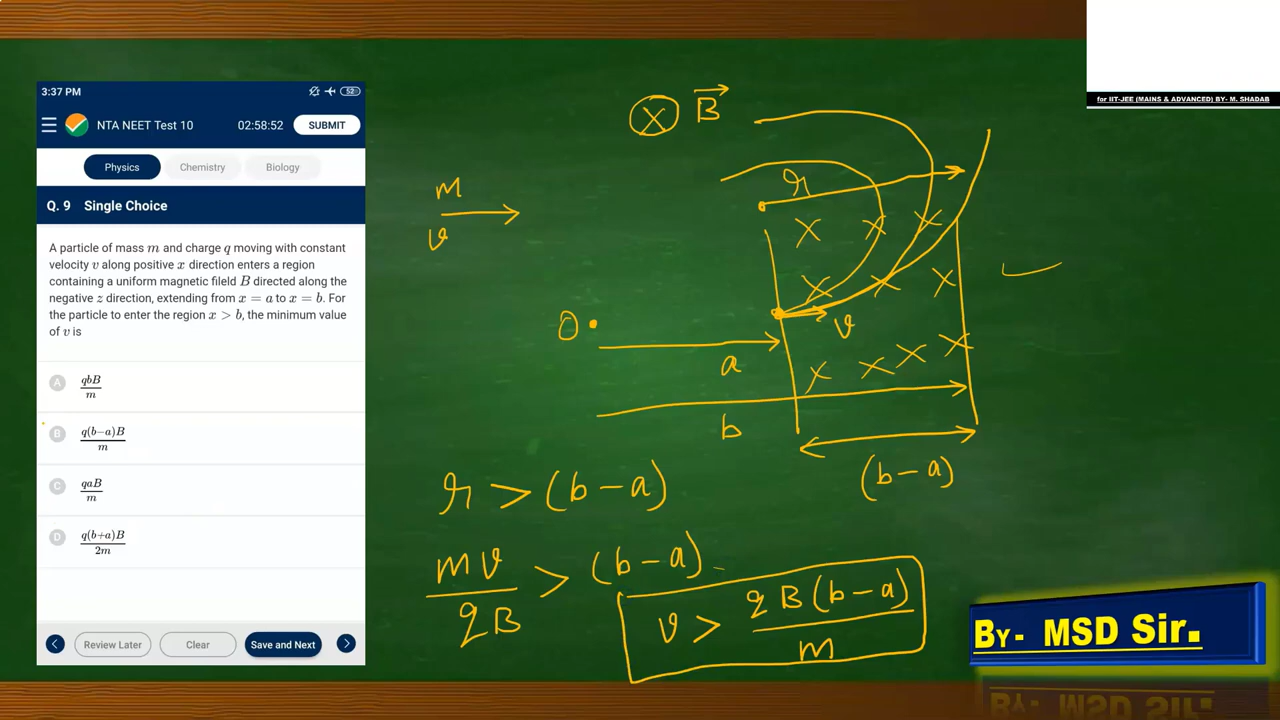 for IIT-JEE (MAINS & ADVANCED) BY- M. SHADAB
3:37 PM
52
NTA NEET Test 10
02:58:52
SUBMIT
Physics
Chemistry
Biology
Q. 9 Single Choice
A particle of mass m and charge q moving with constant
velocity v along positive x direction enters a region
containing a uniform magnetic fileld B directed along the
negative z direction, extending from x = a to x = b. For
the particle to enter the region x > b, the minimum value
of v is
A qbB/m
B q(b−a)B/m
C qaB/m
D q(b+a)B/2m
Review Later
Clear
Save and Next
X B
m
v
r
X X X
X X X
v
0
X X X X
a
b
(b-a)
r > (b-a)
mv/qB > (b-a)
v > qB(b-a)/m
By- MSD Sir.